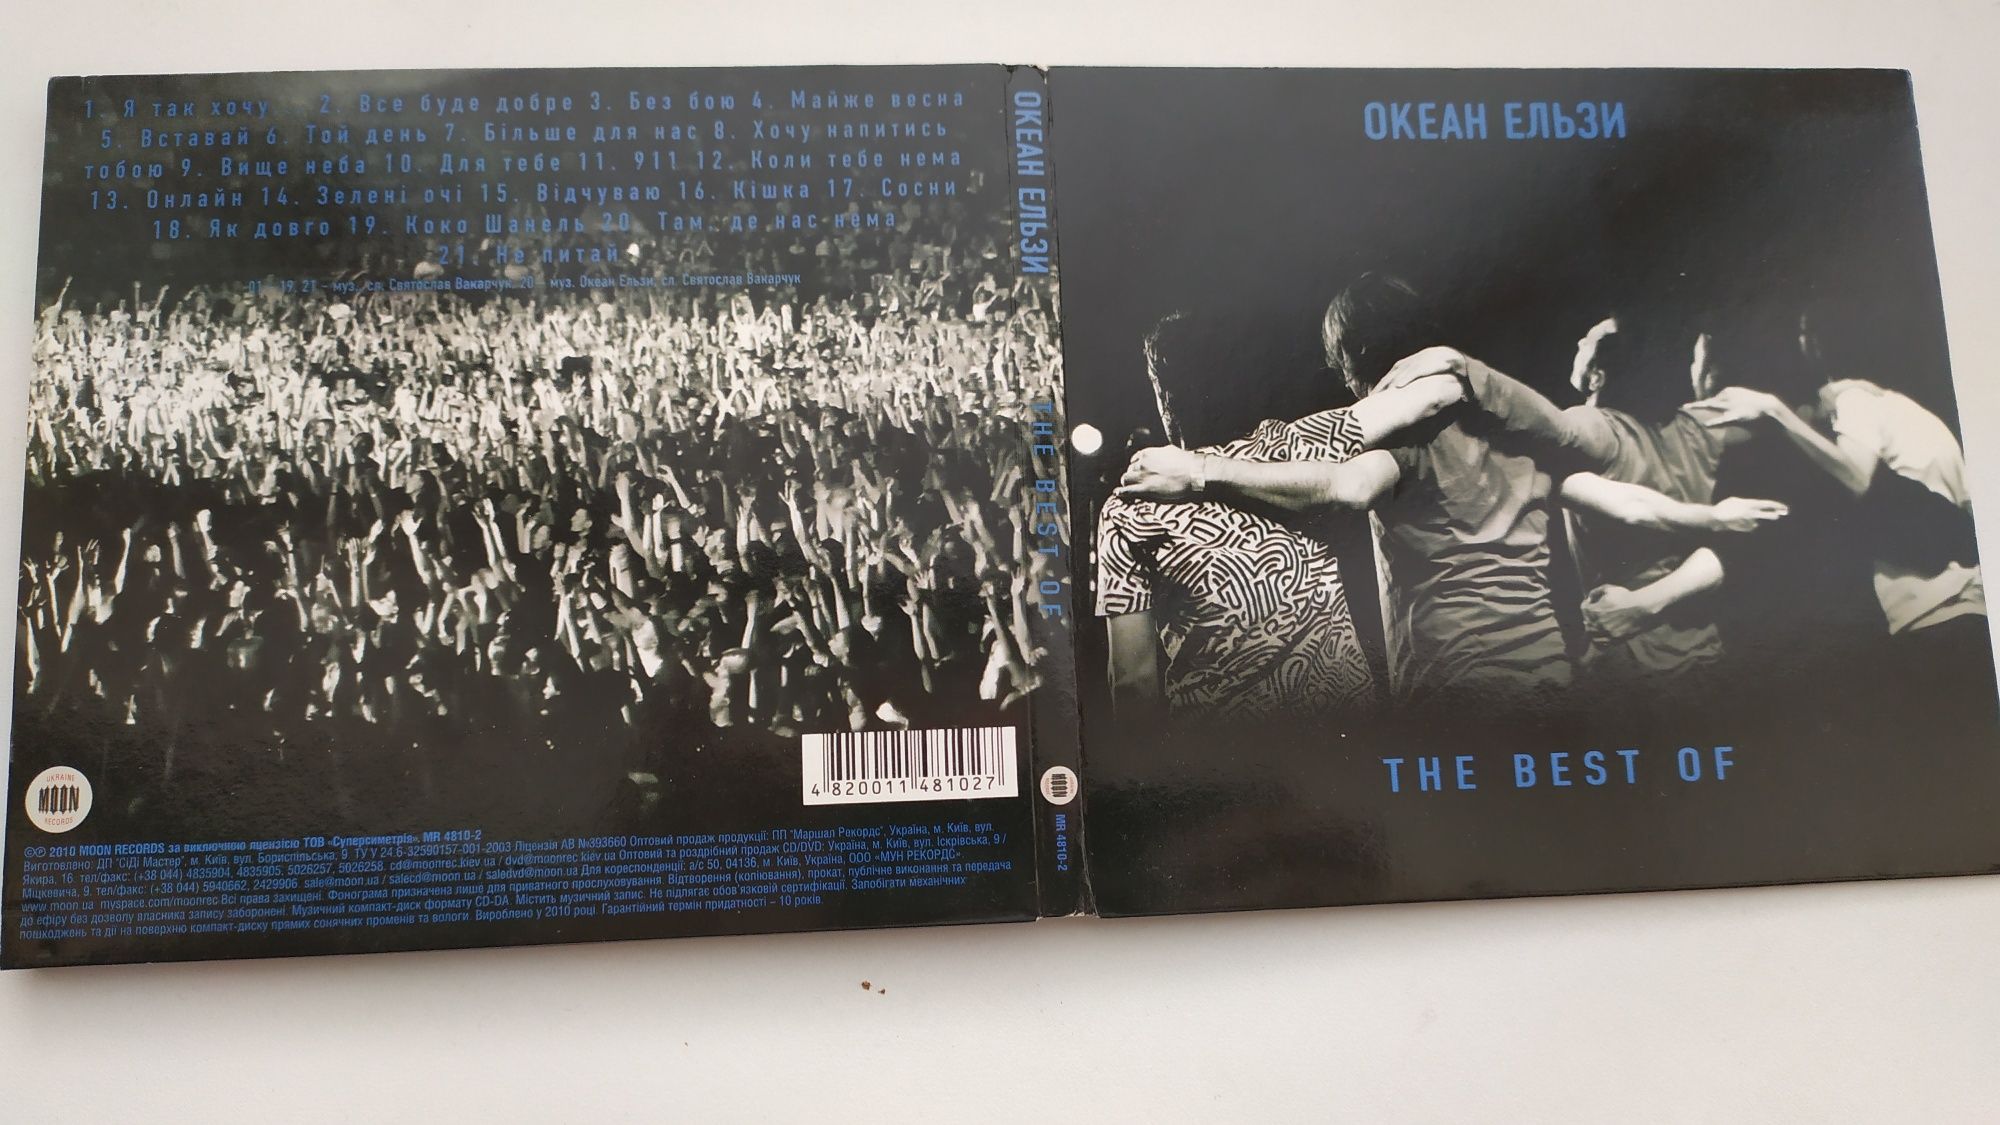 1. Я так хочу... 2. Все буде добре 3. Без бою 4. Майже весна
5. Вставай 6. Той день 7. Більше для нас 8. Хочу напитись
тобою 9. Вище неба 10. Для тебе 11. 911 12. Коли тебе нема
13. Онлайн 14. Зелені очі 15. Відчуваю 16. Кішка 17. Сосни
18. Як довго 19. Коко Шанель 20. Там, де нас нема
21. Не питай
01 - 19, 21 - муз., сл. Святослав Вакарчук, 20 - муз. Океан Ельзи, сл. Святослав Вакарчук
4 820011 481027
UKRAINE
MOON
RECORDS
©℗ 2010 MOON RECORDS за виключною ліцензією ТОВ «Суперсиметрія». MR 4810-2
Виготовлено: ДП "СіДі Мастер", м. Київ, вул. Бориспільська, 9. ТУ У 24.6-32590157-001-2003 Ліцензія АВ №393660 Оптовий продаж продукції: ПП "Маршал Рекордс", Україна, м. Київ, вул.
Якира, 16. тел/факс: (+38 044) 4835904, 4835905, 5026257, 5026258. cd@moonrec.kiev.ua / dvd@moonrec.kiev.ua Оптовий та роздрібний продаж CD/DVD: Україна, м. Київ, вул. Іскрівська, 9 /
Міцкевича, 9. тел/факс: (+38 044) 5940662, 2429906. sale@moon.ua / salecd@moon.ua / saledvd@moon.ua Для кореспонденції: а/с 50, 04136, м. Київ, Україна, ООО «МУН РЕКОРДС».
www.moon.ua myspace.com/moonrec Всі права захищені. Фонограма призначена лише для приватного прослуховування. Відтворення (копіювання), прокат, публічне виконання та передача
до ефіру без дозволу власника запису заборонені. Музичний компакт-диск формату CD-DA. Містить музичний запис. Не підлягає обов'язковій сертифікації. Запобігати механічних
пошкоджень та дії на поверхню компакт-диску прямих сонячних променів та вологи. Вироблено у 2010 році. Гарантійний термін придатності – 10 років.
ОКЕАН ЕЛЬЗИ
THE BEST OF
MOON
MR 4810-2
ОКЕАН ЕЛЬЗИ
THE BEST OF